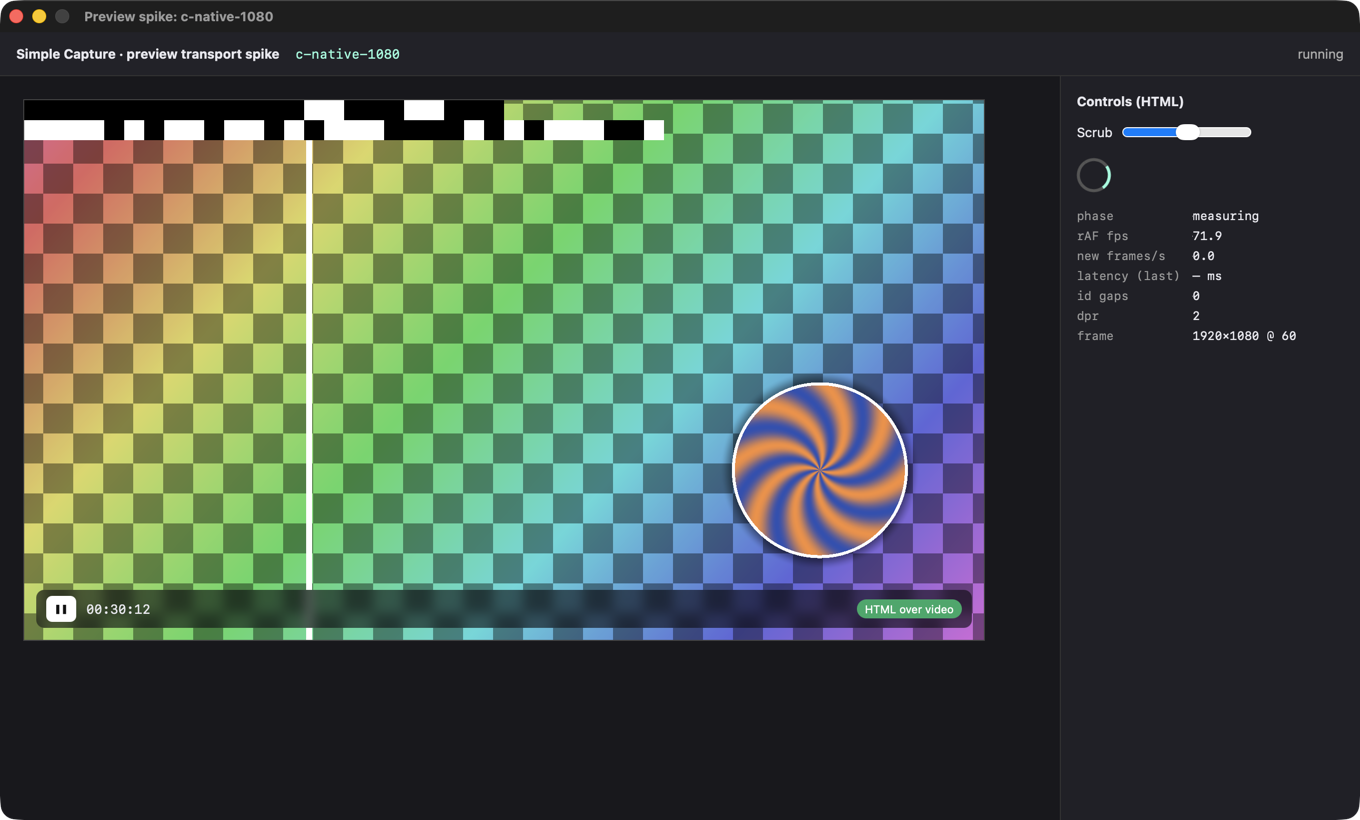 Preview spike: c-native-1080
Simple Capture · preview transport spike c-native-1080 running
Controls (HTML)
Scrub
phase measuring
rAF fps 71.9
new frames/s 0.0
latency (last) — ms
id gaps 0
dpr 2
frame 1920×1080 @ 60
00:30:12 HTML over video